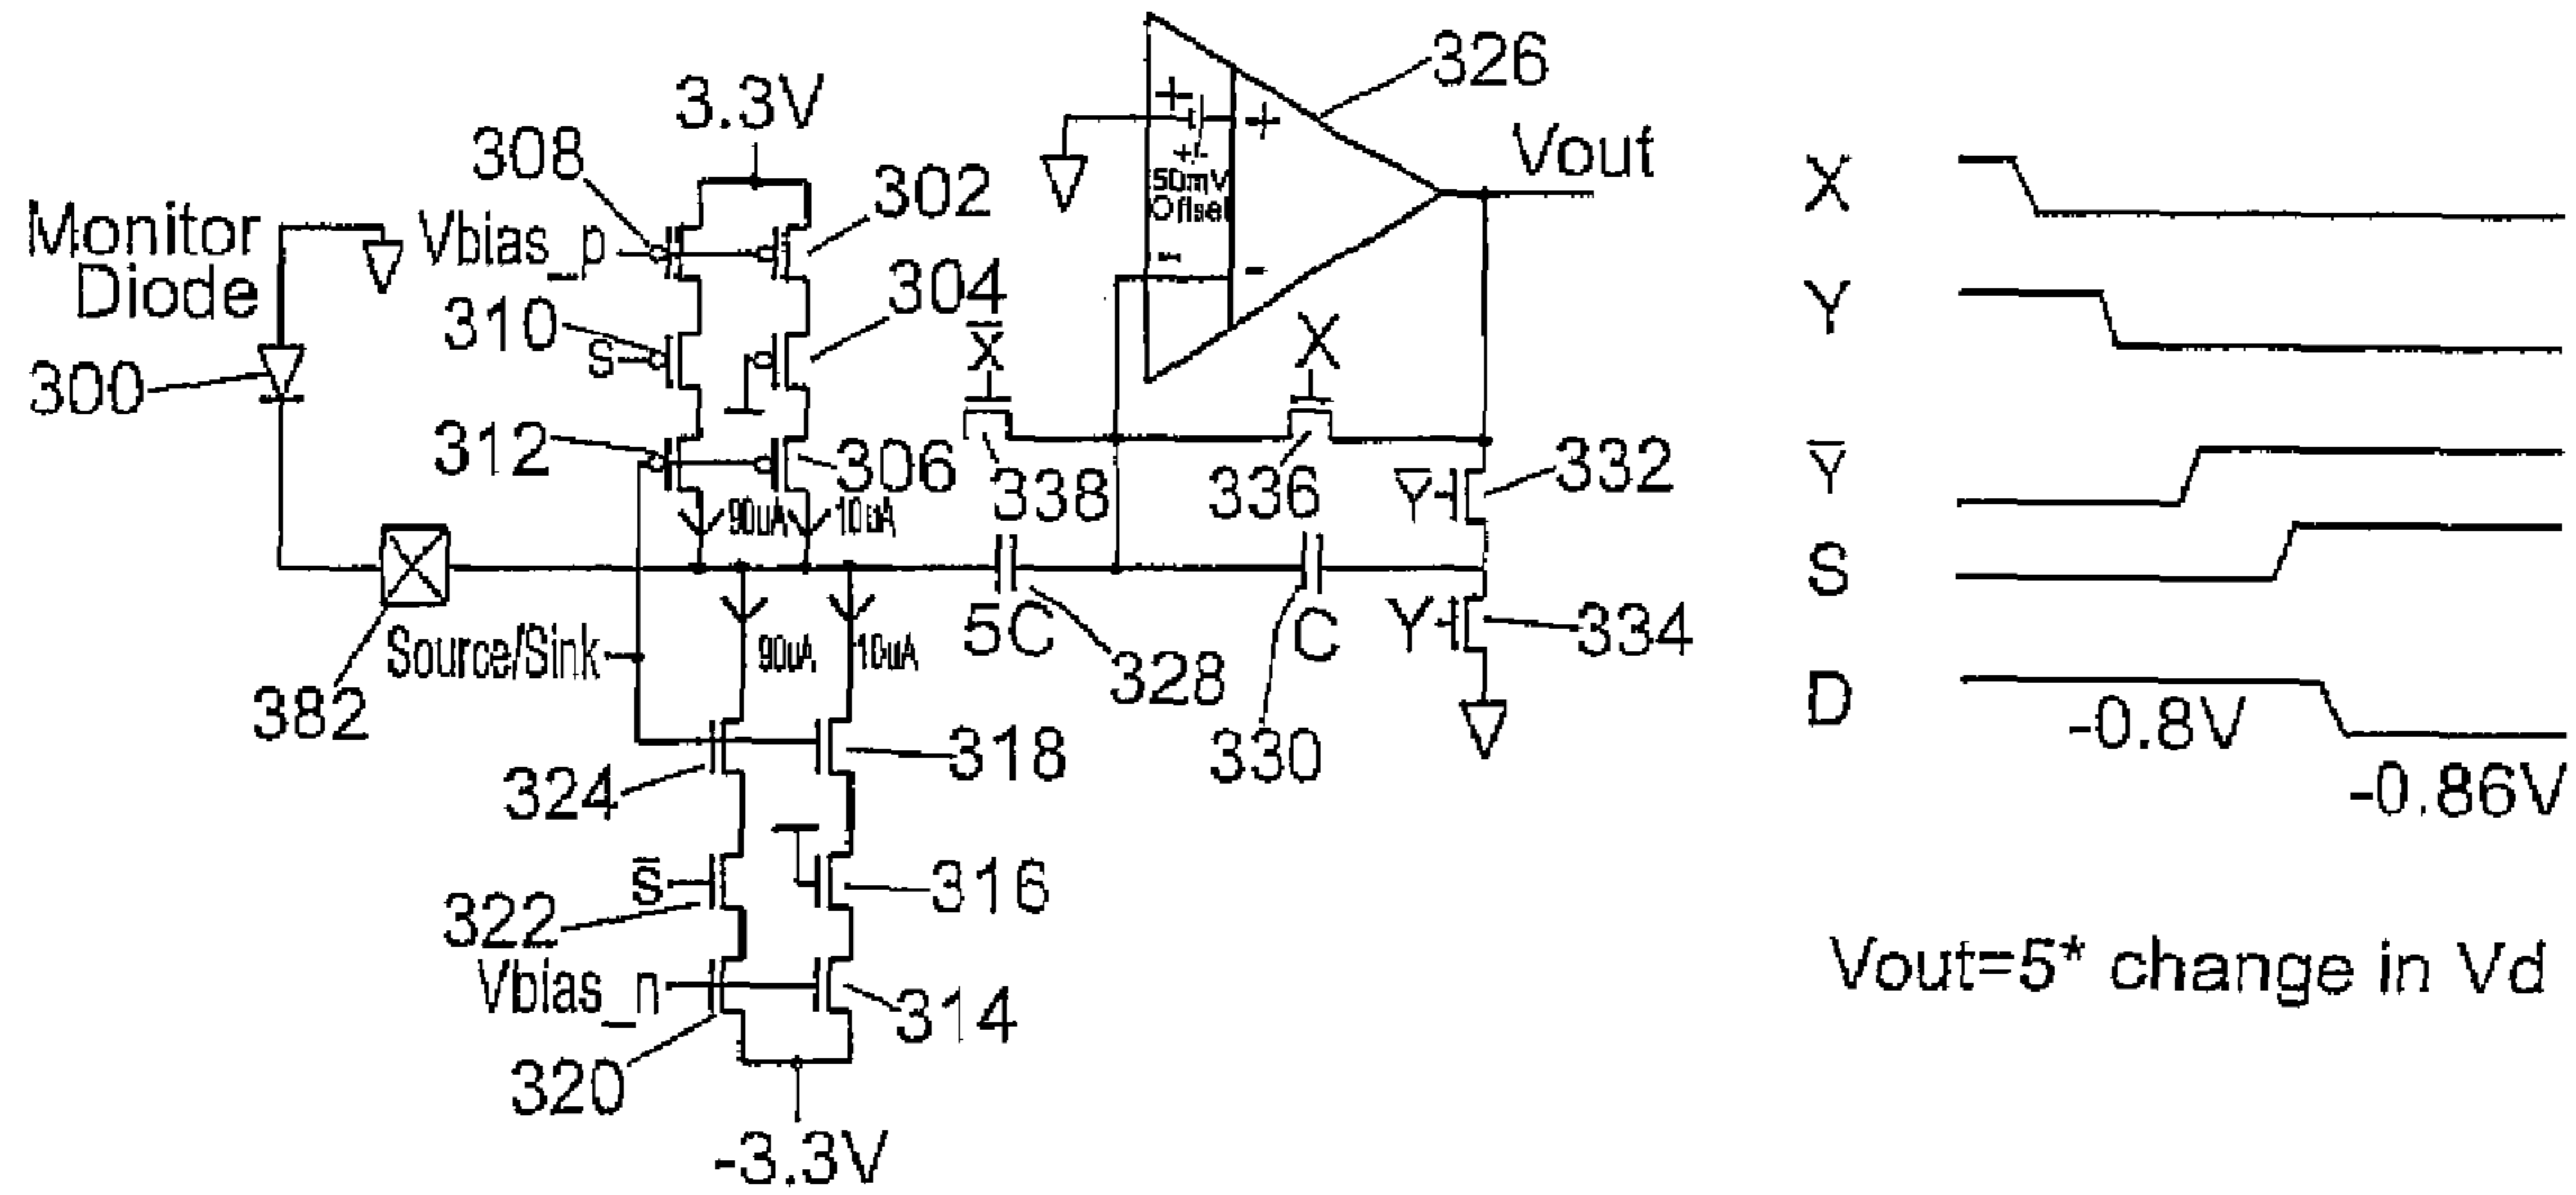 326
3.3V
308
302
Vout
+
+
+/-
50mV
Offset
-
-
X
Monitor
Diode
Vbias_p
304
Y
310
S
X̅
X
300
312
306
338
336
Y̅
332
Y̅
90uA
10uA
S
5C
C
Y
334
Source/Sink
90uA
10uA
328
382
330
D
-0.8V
324
318
-0.86V
s̅
322
316
Vbias_n
314
Vout=5* change in Vd
320
-3.3V